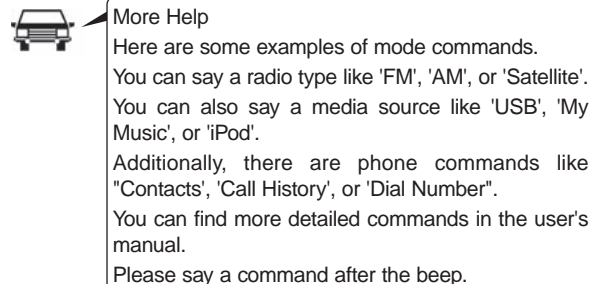 More Help
Here are some examples of mode commands.
You can say a radio type like 'FM', 'AM', or 'Satellite'.
You can also say a media source like 'USB', 'My
Music', or 'iPod'.
Additionally, there are phone commands like
"Contacts', 'Call History', or 'Dial Number".
You can find more detailed commands in the user's
manual.
Please say a command after the beep.